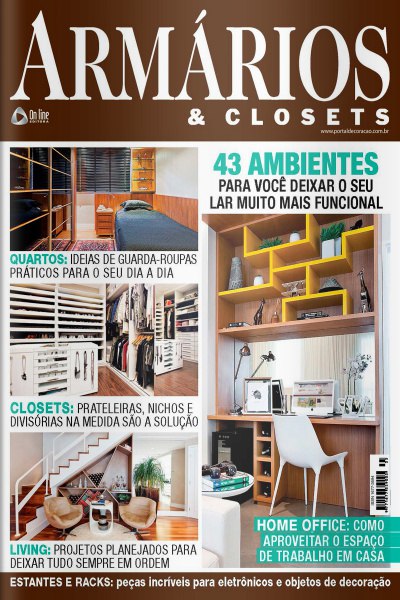 ARMÁRIOS
& CLOSETS
On line
EDITORA
www.portaldecoracao.com.br
43 AMBIENTES
PARA VOCÊ DEIXAR O SEU
LAR MUITO MAIS FUNCIONAL
QUARTOS: IDEIAS DE GUARDA-ROUPAS
PRÁTICOS PARA O SEU DIA A DIA
CLOSETS: PRATELEIRAS, NICHOS E
DIVISÓRIAS NA MEDIDA SÃO A SOLUÇÃO
HOME OFFICE: COMO
APROVEITAR O ESPAÇO
DE TRABALHO EM CASA
LIVING: PROJETOS PLANEJADOS PARA
DEIXAR TUDO SEMPRE EM ORDEM
ESTANTES E RACKS: peças incríveis para eletrônicos e objetos de decoração